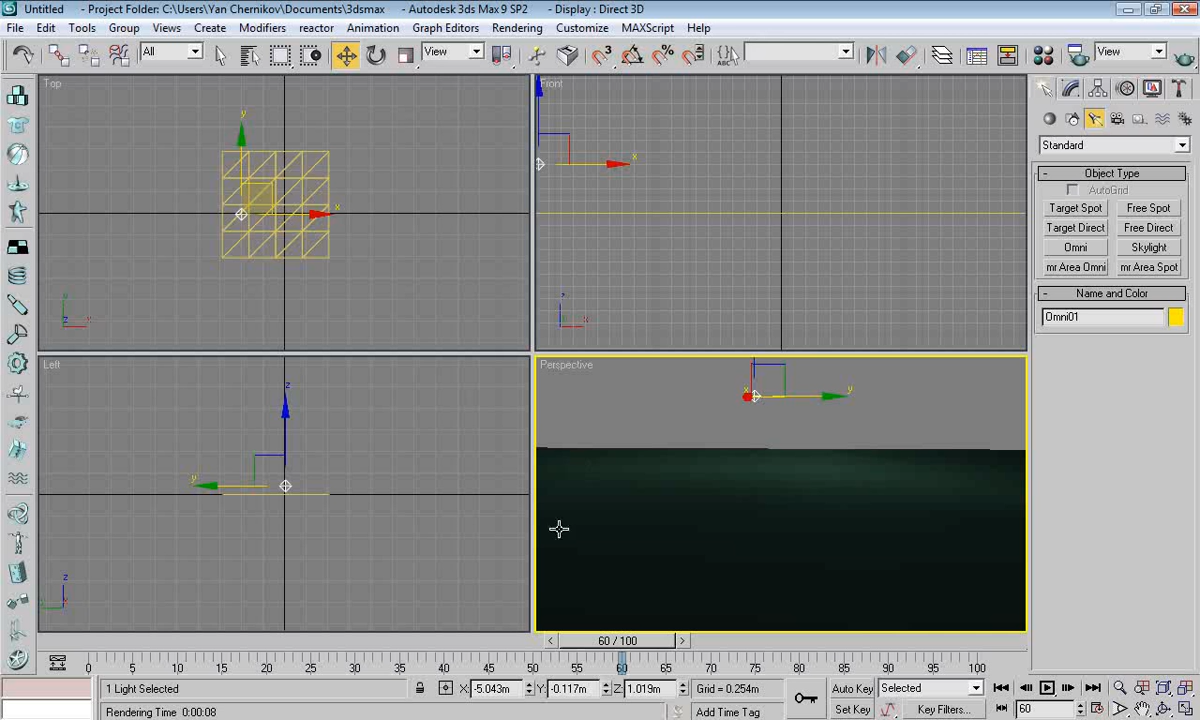 Untitled - Project Folder: C:\Users\Yan Chernikov\Documents\3dsmax - Autodesk 3ds Max 9 SP2 - Display : Direct 3D
File Edit Tools Group Views Create Modifiers reactor Animation Graph Editors Rendering Customize MAXScript Help
All View View
Top
y
x
z
Front
x
Left
z
y
z
Perspective
x
y
Standard
- Object Type
AutoGrid
Target Spot Free Spot
Target Direct Free Direct
Omni Skylight
mr Area Omni mr Area Spot
- Name and Color
Omni01
< 60 / 100 >
0 5 10 15 20 25 30 35 40 45 50 55 60 65 70 75 80 85 90 95 100
1 Light Selected X: -5.043m Y: -0.117m Z: 1.019m Grid = 0.254m Auto Key Selected
Rendering Time 0:00:08 Add Time Tag Set Key Key Filters... 60